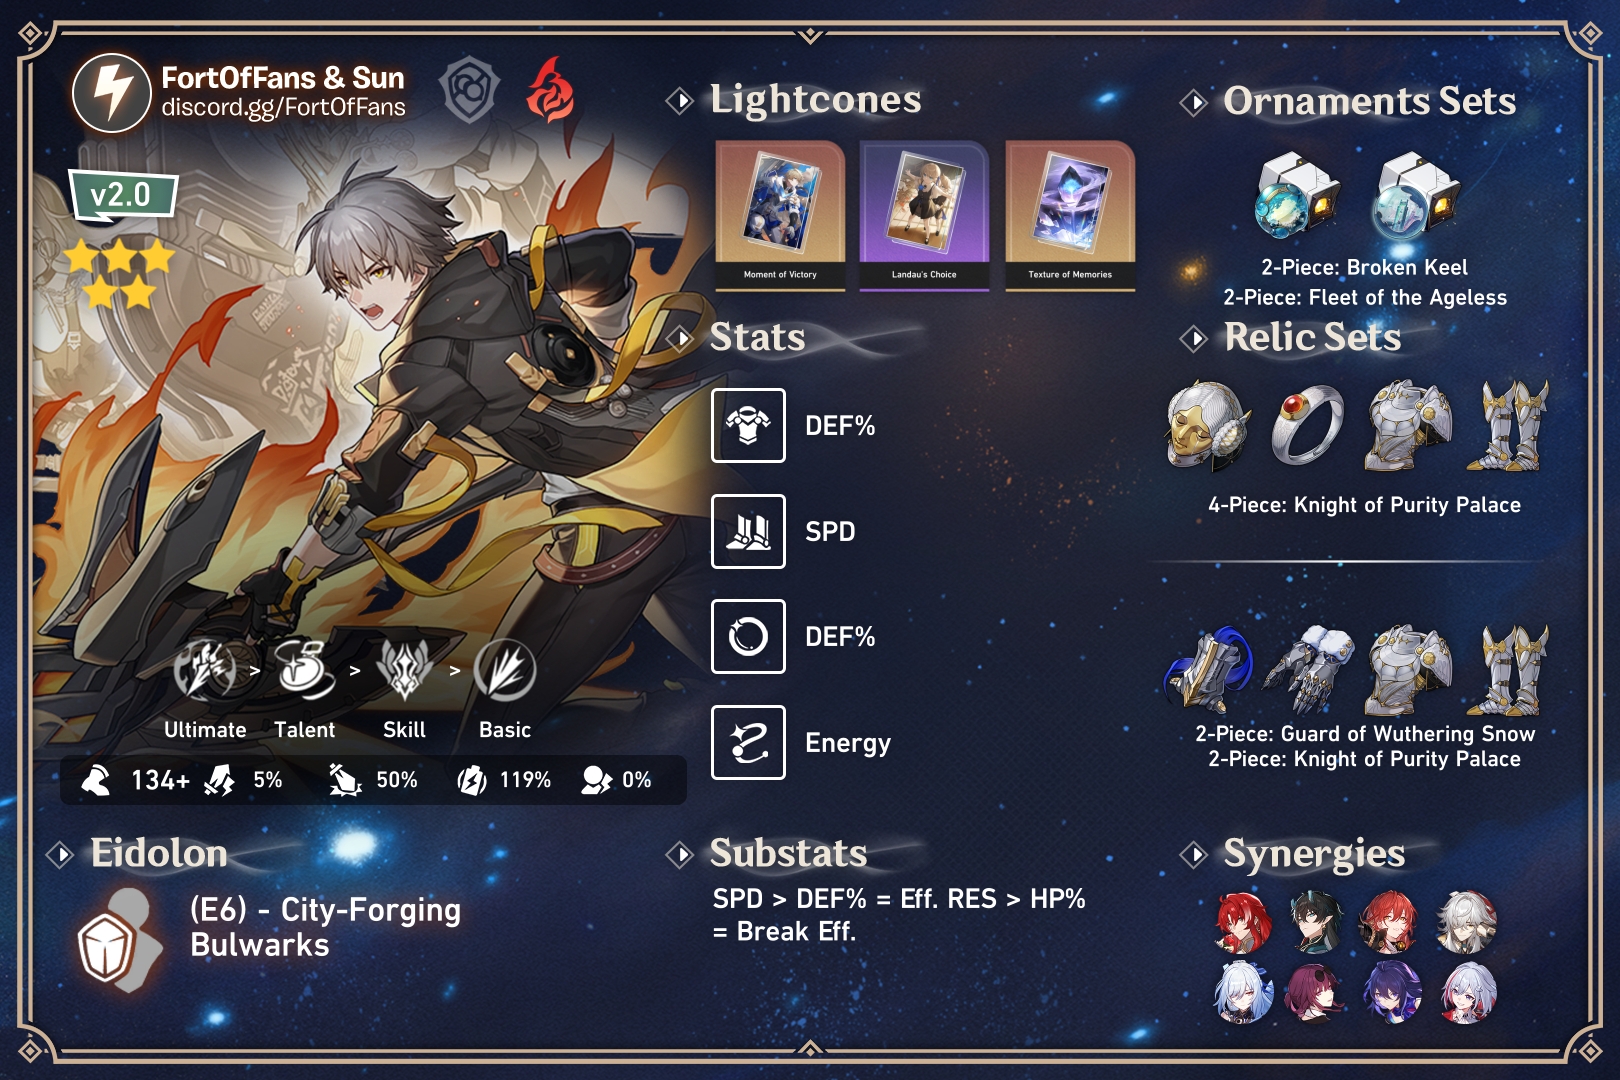 FortOfFans & Sun
discord.gg/FortOfFans
v2.0
Ultimate > Talent > Skill > Basic
134+ 5% 50% 119% 0%
Eidolon
(E6) - City-Forging
Bulwarks
Lightcones
Moment of Victory
Landau's Choice
Texture of Memories
Stats
DEF%
SPD
DEF%
Energy
Substats
SPD > DEF% = Eff. RES > HP%
= Break Eff.
Ornaments Sets
2-Piece: Broken Keel
2-Piece: Fleet of the Ageless
Relic Sets
4-Piece: Knight of Purity Palace
2-Piece: Guard of Wuthering Snow
2-Piece: Knight of Purity Palace
Synergies